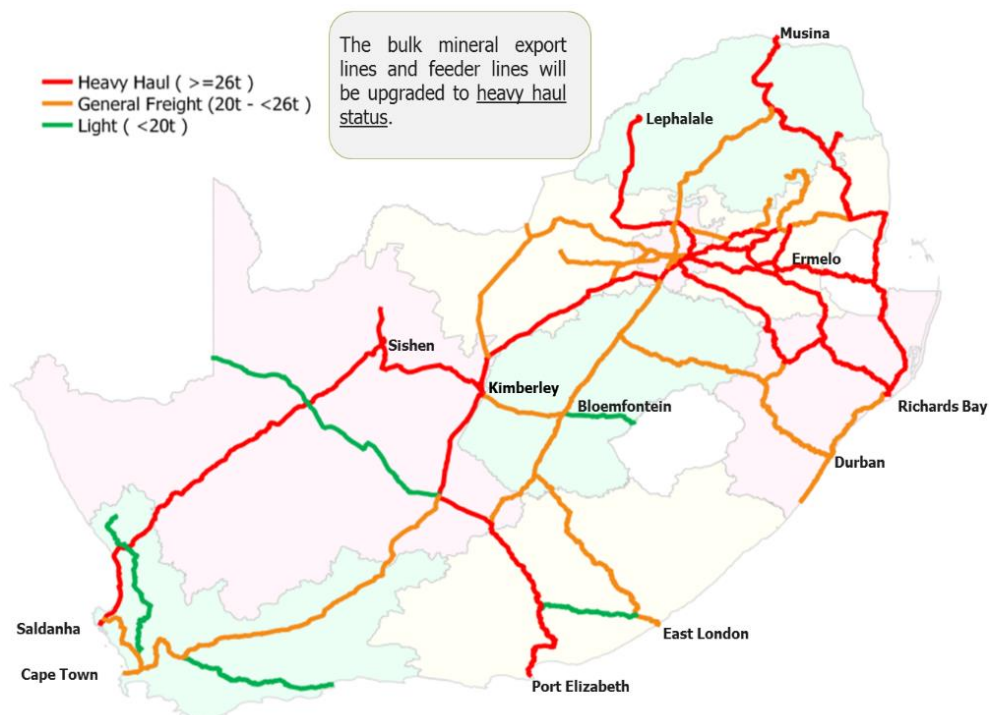 Musina
The bulk mineral export
lines and feeder lines will
be upgraded to heavy haul
status.
Heavy Haul ( >=26t )
General Freight (20t - <26t )
Light ( <20t )
Lephalale
Ermelo
Sishen
Kimberley
Bloemfontein
Richards Bay
Durban
Saldanha
East London
Cape Town
Port Elizabeth